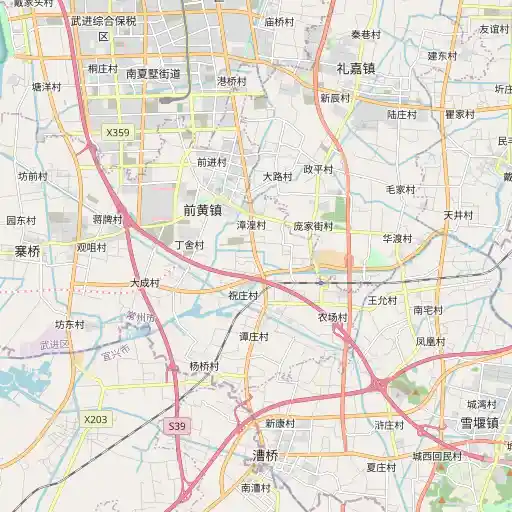 戴家头村
武进综合保税
区
庙桥村
秦巷村
友谊村
桐庄村
南夏墅街道
港桥村
礼嘉镇
建东村
塘洋村
新辰村
圻庄村
陆庄村
瞿家村
X359
民丰
前进村
政平村
坊前村
大路村
毛家村
戴
园东村
蒋牌村
前黄镇
漳湟村
庞家街村
天井村
寨桥
观咀村
丁舍村
华渡村
大成村
祝庄村
王允村
南宅村
坊东村
常州市
武进区
宜兴市
农场村
谭庄村
凤凰村
杨桥村
X203
S39
新康村
浒庄村
城湾村
雪堰镇
漕桥
城西回民村
城
夏庄村
南漕村